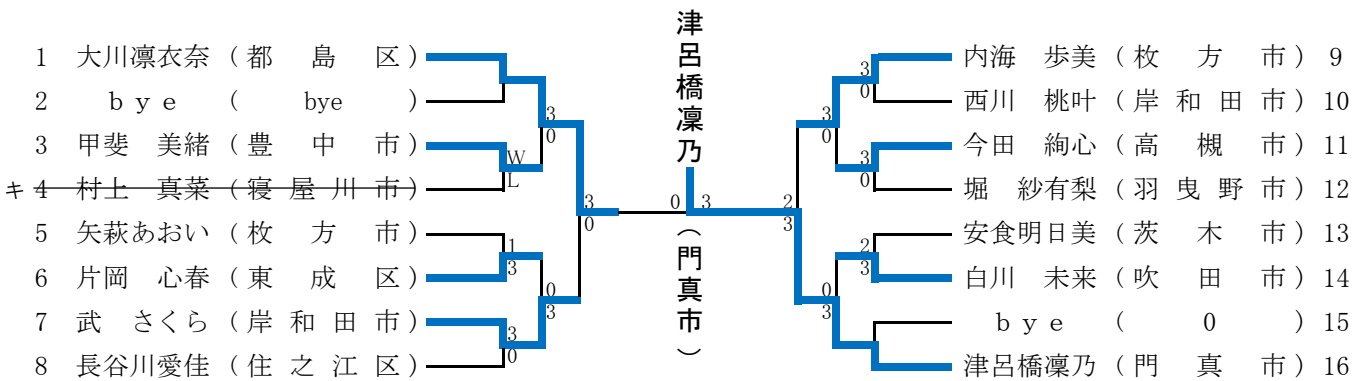 津呂橋凜乃
(門真市)
1 大川凛衣奈 (都島区)
2 bye (bye)
3 甲斐 美緒 (豊中市)
キ 4 村上 真菜 (寝屋川市)
5 矢萩あおい (枚方市)
6 片岡 心春 (東成区)
7 武 さくら (岸和田市)
8 長谷川愛佳 (住之江区)
W
L
1
3
3
0
3
0
0
3
3
0
0 3
2
3
3
0
0
3
3
0
3
0
2
3
内海 歩美 (枚方市) 9
西川 桃叶 (岸和田市) 10
今田 絢心 (高槻市) 11
堀 紗有梨 (羽曳野市) 12
安食明日美 (茨木市) 13
白川 未来 (吹田市) 14
bye (0) 15
津呂橋凜乃 (門真市) 16